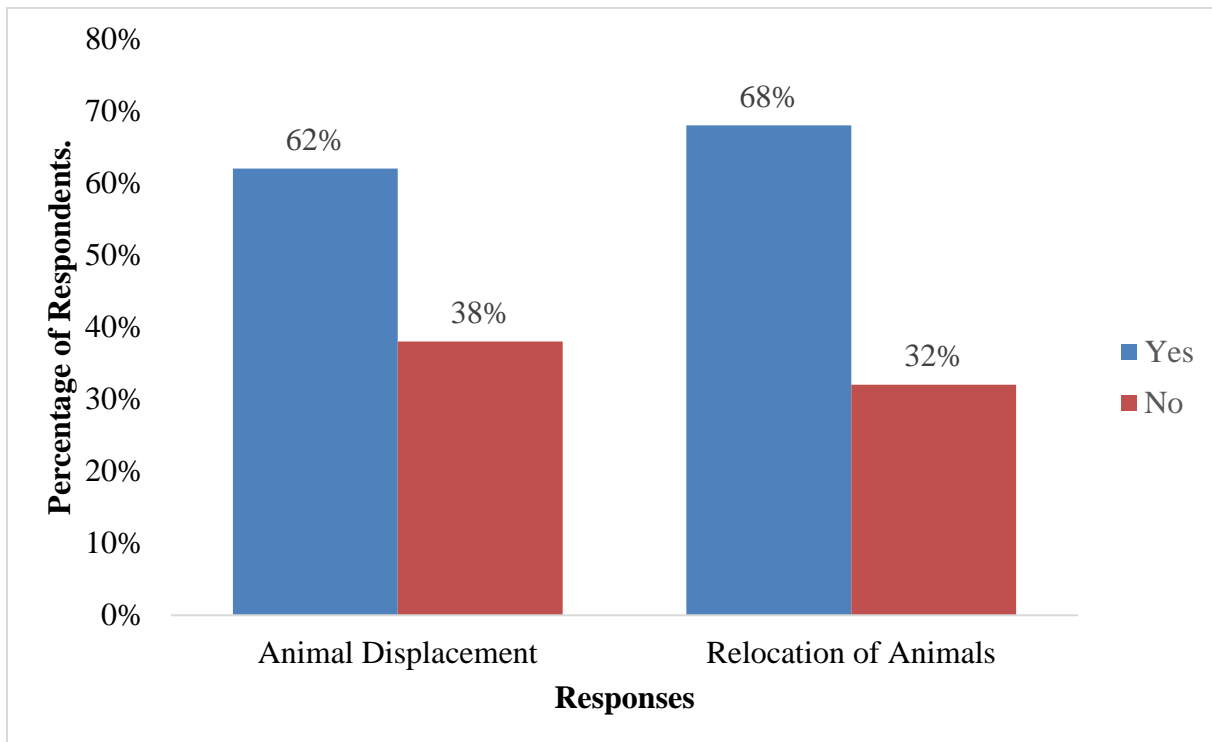 80%
70%
60%
50%
40%
30%
20%
10%
0%
Percentage of Respondents.
62%
38%
68%
32%
Yes
No
Animal Displacement
Relocation of Animals
Responses